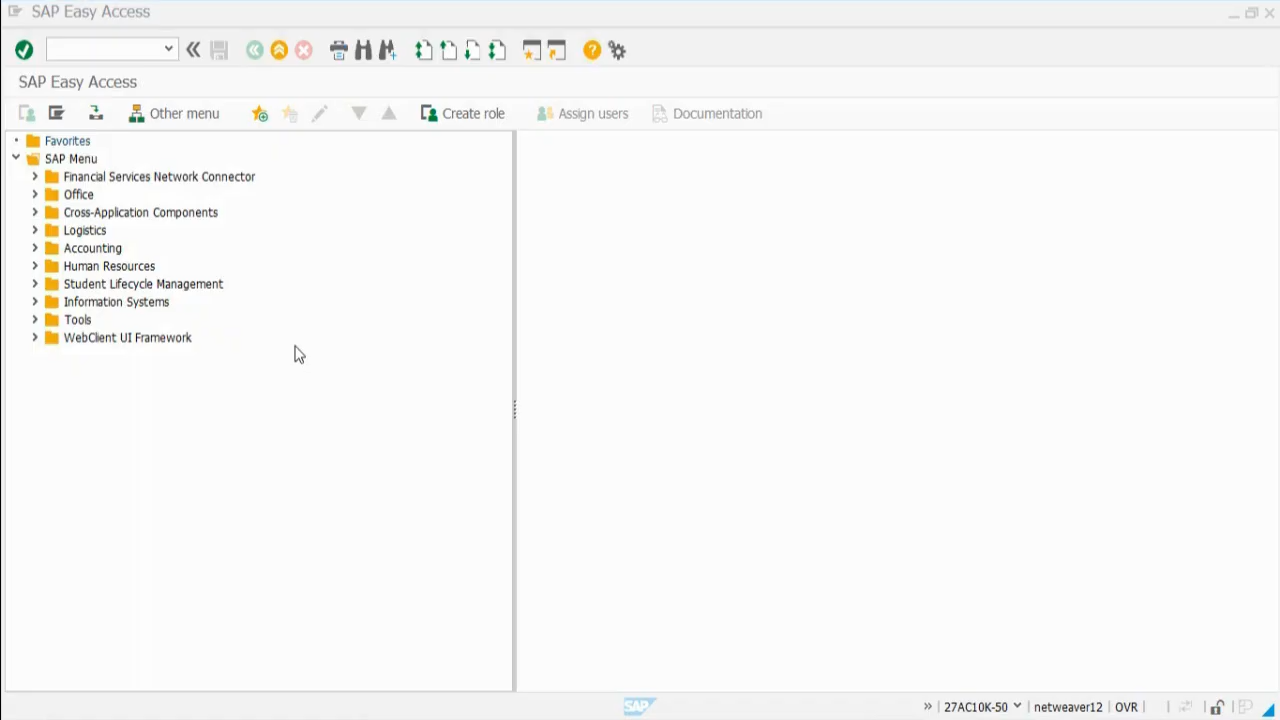 SAP Easy Access
SAP Easy Access
Other menu
Create role
Assign users
Documentation
Favorites
SAP Menu
Financial Services Network Connector
Office
Cross-Application Components
Logistics
Accounting
Human Resources
Student Lifecycle Management
Information Systems
Tools
WebClient UI Framework
SAP
27AC10K-50
netweaver12
OVR